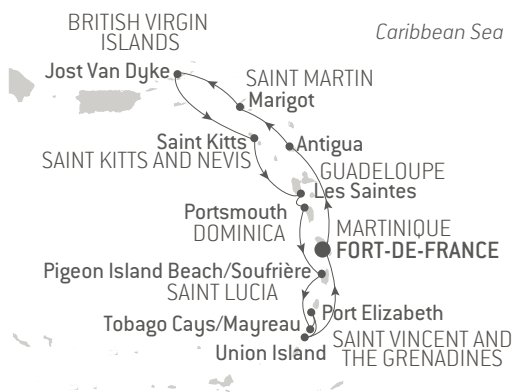 BRITISH VIRGIN
ISLANDS
Caribbean Sea
Jost Van Dyke
SAINT MARTIN
Marigot
Saint Kitts
Antigua
SAINT KITTS AND NEVIS
GUADELOUPE
Les Saintes
Portsmouth
DOMINICA
MARTINIQUE
FORT-DE-FRANCE
Pigeon Island Beach/Soufrière
SAINT LUCIA
Port Elizabeth
Tobago Cays/Mayreau
Union Island
SAINT VINCENT AND
THE GRENADINES